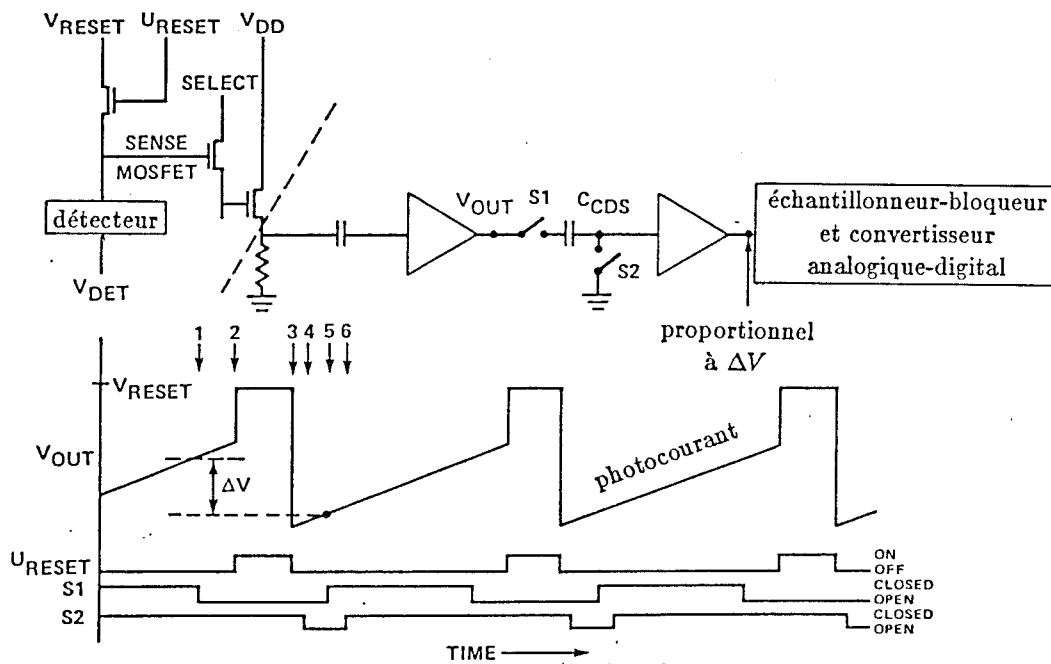 VRESET URESET VDD
SELECT
SENSE
MOSFET
détecteur
VDET
VOUT S1 CCDS
S2
échantillonneur-bloqueur
et convertisseur
analogique-digital
proportionnel
à ΔV
1 2 3 4 5 6
VRESET
VOUT
ΔV
photocourant
URESET
ON
OFF
S1
CLOSED
OPEN
S2
CLOSED
OPEN
TIME